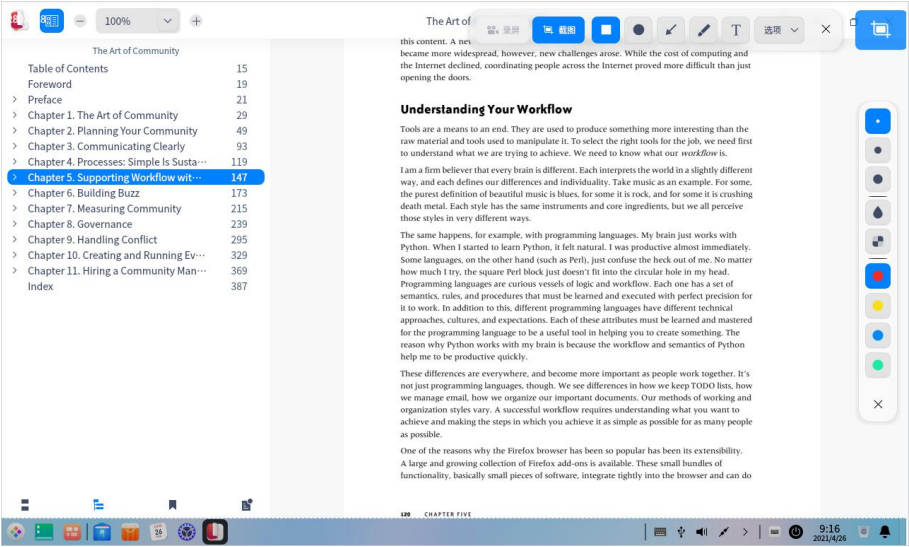 100%
The Art of
录屏
截图
T
选项
The Art of Community
Table of Contents 15
Foreword 19
Preface 21
Chapter 1. The Art of Community 29
Chapter 2. Planning Your Community 49
Chapter 3. Communicating Clearly 93
Chapter 4. Processes: Simple Is Susta··· 119
Chapter 5. Supporting Workflow wit··· 147
Chapter 6. Building Buzz 173
Chapter 7. Measuring Community 215
Chapter 8. Governance 239
Chapter 9. Handling Conflict 295
Chapter 10. Creating and Running Ev··· 329
Chapter 11. Hiring a Community Man··· 369
Index 387
this content. A ne
became more widespread, however, new challenges arose. While the cost of computing and
the Internet declined, coordinating people across the Internet proved more difficult than just
opening the doors.
Understanding Your Workflow
Tools are a means to an end. They are used to produce something more interesting than the
raw material and tools used to manipulate it. To select the right tools for the job, we need first
to understand what we are trying to achieve. We need to know what our workflow is.
I am a firm believer that every brain is different. Each interprets the world in a slightly different
way, and each defines our differences and individuality. Take music as an example. For some,
the purest definition of beautiful music is blues, for some it is rock, and for some it is crushing
death metal. Each style has the same instruments and core ingredients, but we all perceive
those styles in very different ways.
The same happens, for example, with programming languages. My brain just works with
Python. When I started to learn Python, it felt natural. I was productive almost immediately.
Some languages, on the other hand (such as Perl), just confuse the heck out of me. No matter
how much I try, the square Perl block just doesn't fit into the circular hole in my head.
Programming languages are curious vessels of logic and workflow. Each one has a set of
semantics, rules, and procedures that must be learned and executed with perfect precision for
it to work. In addition to this, different programming languages have different technical
approaches, cultures, and expectations. Each of these attributes must be learned and mastered
for the programming language to be a useful tool in helping you to create something. The
reason why Python works with my brain is because the workflow and semantics of Python
help me to be productive quickly.
These differences are everywhere, and become more important as people work together. It's
not just programming languages, though. We see differences in how we keep TODO lists, how
we manage email, how we organize our important documents. Our methods of working and
organization styles vary. A successful workflow requires understanding what you want to
achieve and making the steps in which you achieve it as simple as possible for as many people
as possible.
One of the reasons why the Firefox browser has been so popular has been its extensibility.
A large and growing collection of Firefox add-ons is available. These small bundles of
functionality, basically small pieces of software, integrate tightly into the browser and can do
120 CHAPTER FIVE
26
9:16
2021/4/26